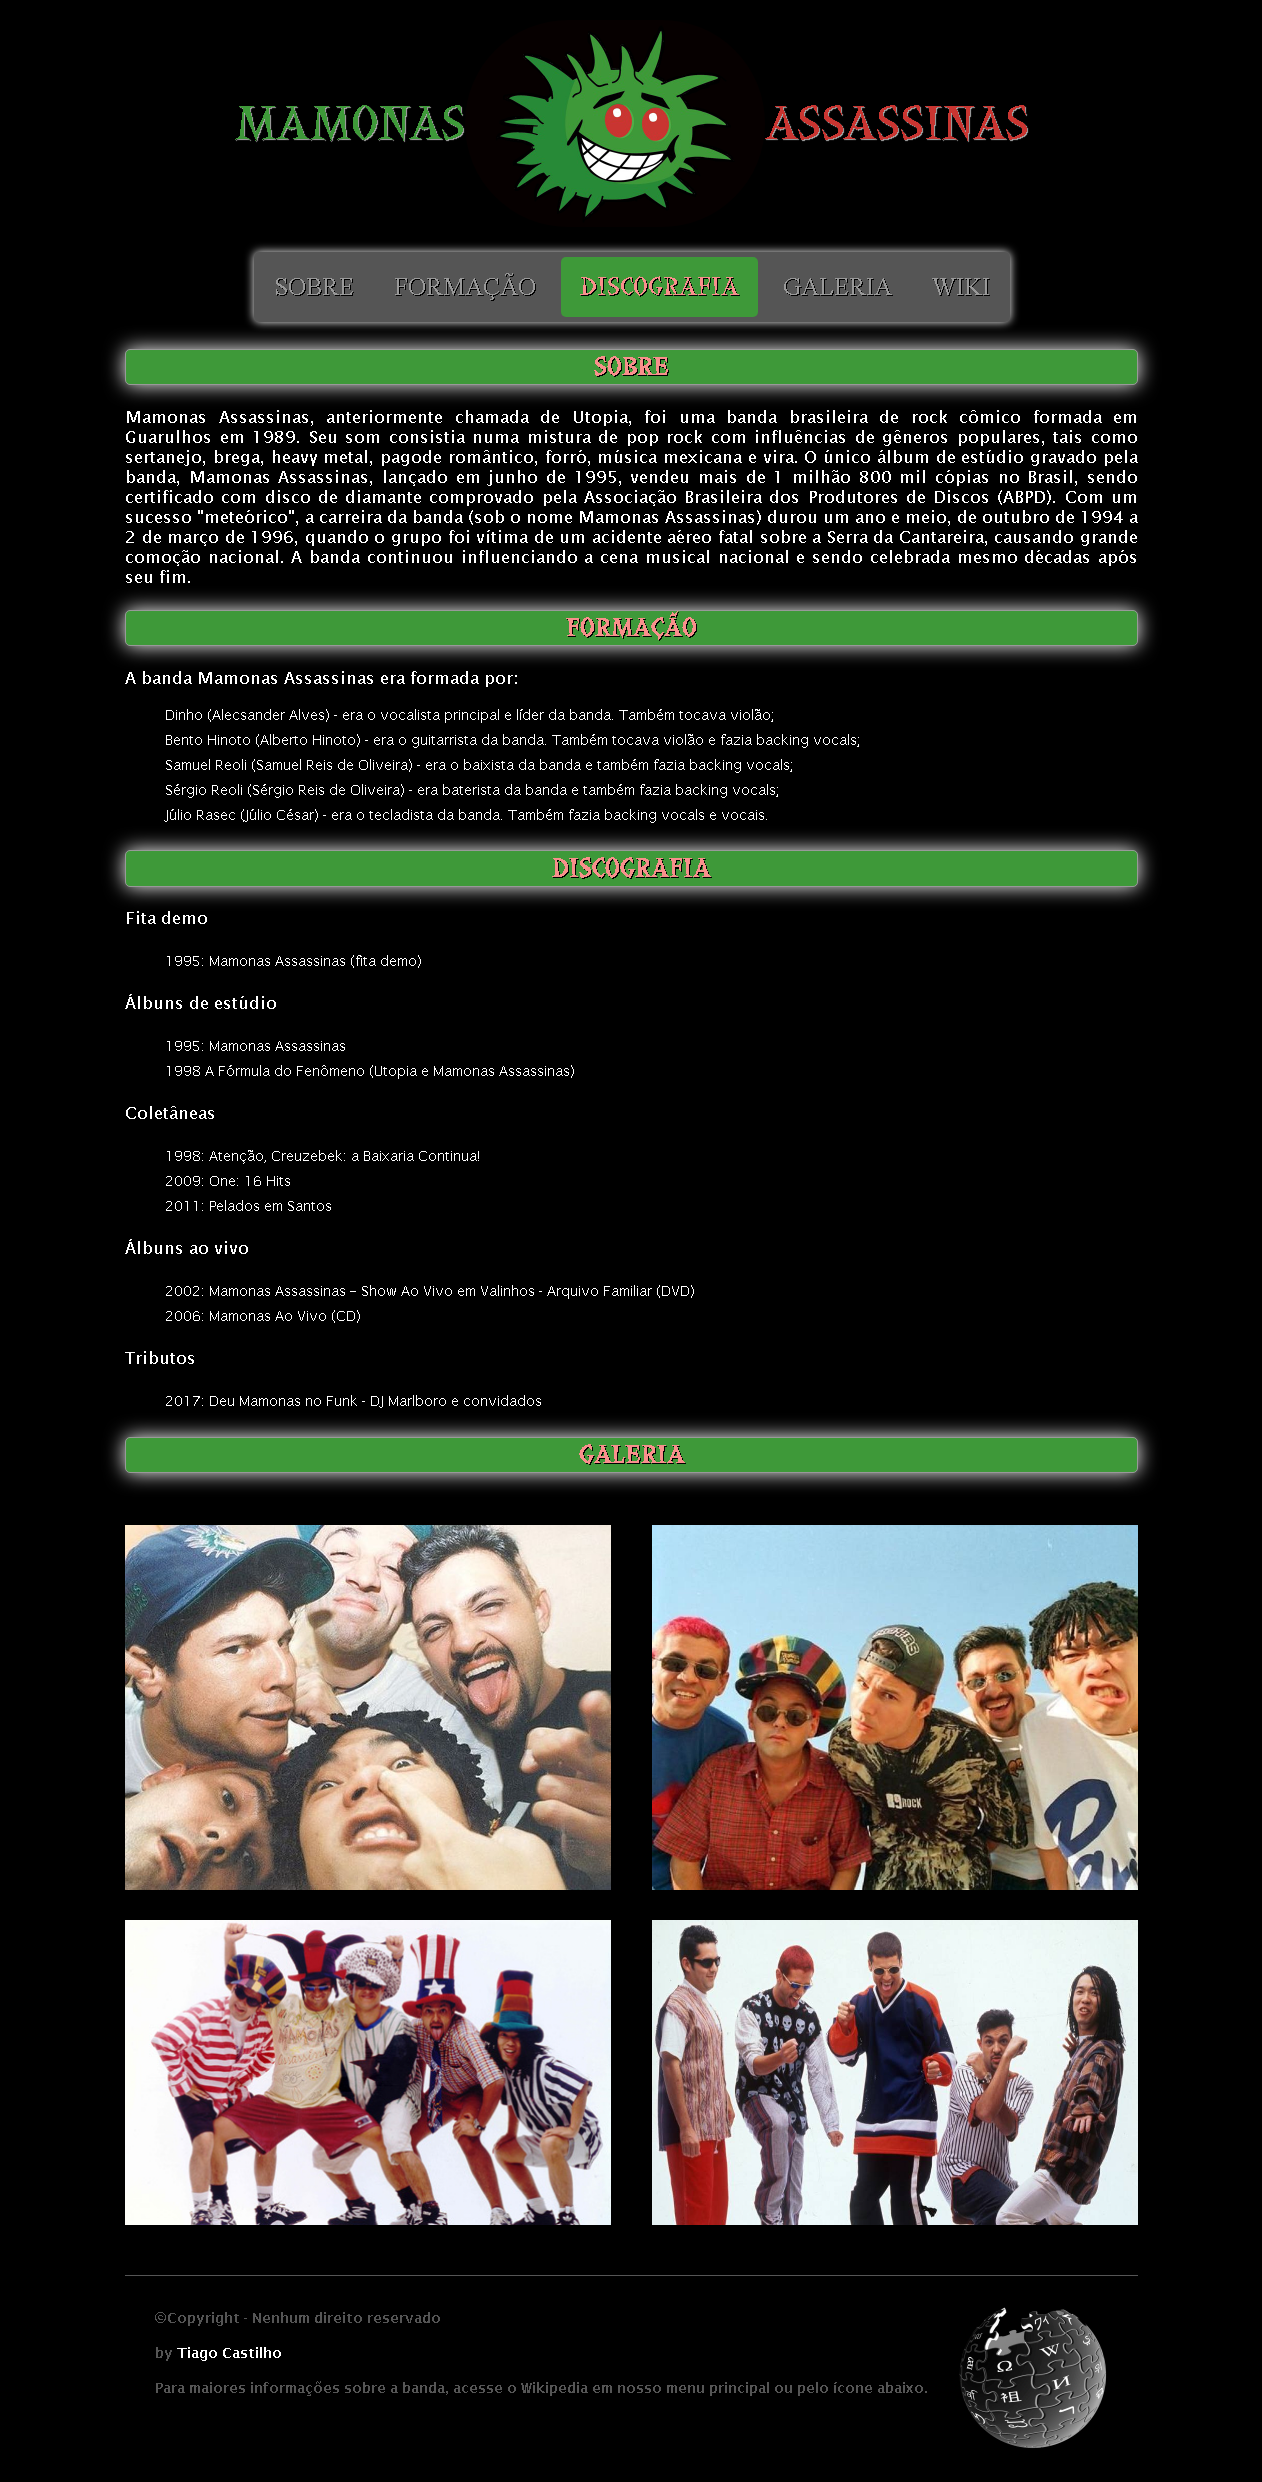 MAMONAS ASSASSINAS
SOBRE FORMAÇÃO DISCOGRAFIA GALERIA WIKI
SOBRE
Mamonas Assassinas, anteriormente chamada de Utopia, foi uma banda brasileira de rock cômico formada em
Guarulhos em 1989. Seu som consistia numa mistura de pop rock com influências de gêneros populares, tais como
sertanejo, brega, heavy metal, pagode romântico, forró, música mexicana e vira. O único álbum de estúdio gravado pela
banda, Mamonas Assassinas, lançado em junho de 1995, vendeu mais de 1 milhão 800 mil cópias no Brasil, sendo
certificado com disco de diamante comprovado pela Associação Brasileira dos Produtores de Discos (ABPD). Com um
sucesso "meteórico", a carreira da banda (sob o nome Mamonas Assassinas) durou um ano e meio, de outubro de 1994 a
2 de março de 1996, quando o grupo foi vítima de um acidente aéreo fatal sobre a Serra da Cantareira, causando grande
comoção nacional. A banda continuou influenciando a cena musical nacional e sendo celebrada mesmo décadas após
seu fim.
FORMAÇÃO
A banda Mamonas Assassinas era formada por:
Dinho (Alecsander Alves) - era o vocalista principal e líder da banda. Também tocava violão;
Bento Hinoto (Alberto Hinoto) - era o guitarrista da banda. Também tocava violão e fazia backing vocals;
Samuel Reoli (Samuel Reis de Oliveira) - era o baixista da banda e também fazia backing vocals;
Sérgio Reoli (Sérgio Reis de Oliveira) - era baterista da banda e também fazia backing vocals;
Júlio Rasec (Júlio César) - era o tecladista da banda. Também fazia backing vocals e vocais.
DISCOGRAFIA
Fita demo
1995: Mamonas Assassinas (fita demo)
Álbuns de estúdio
1995: Mamonas Assassinas
1998 A Fórmula do Fenômeno (Utopia e Mamonas Assassinas)
Coletâneas
1998: Atenção, Creuzebek: a Baixaria Continua!
2009: One: 16 Hits
2011: Pelados em Santos
Álbuns ao vivo
2002: Mamonas Assassinas – Show Ao Vivo em Valinhos - Arquivo Familiar (DVD)
2006: Mamonas Ao Vivo (CD)
Tributos
2017: Deu Mamonas no Funk - DJ Marlboro e convidados
GALERIA
ROCK
MAMONAS
©Copyright - Nenhum direito reservado
by Tiago Castilho
Para maiores informações sobre a banda, acesse o Wikipedia em nosso menu principal ou pelo ícone abaixo.
Ω W И 祖